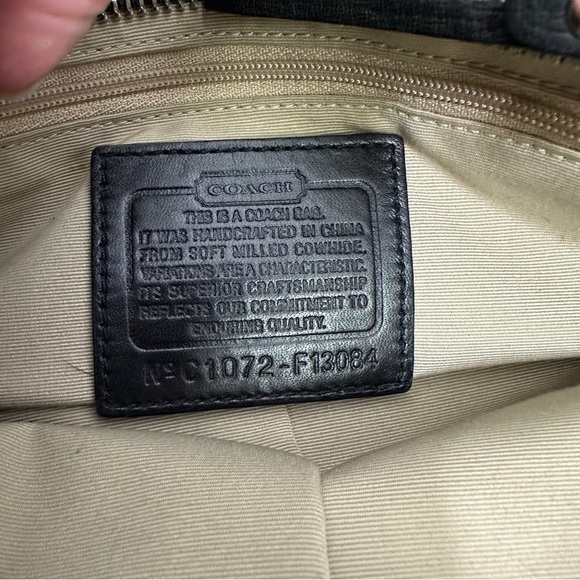 COACH
THIS IS A COACH BAG.
IT WAS HANDCRAFTED IN CHINA
FROM SOFT MILLED COWHIDE.
VARIATIONS ARE A CHARACTERISTIC.
ITS SUPERIOR CRAFTSMANSHIP
REFLECTS OUR COMMITMENT TO
ENDURING QUALITY.
Nº C1072-F13084